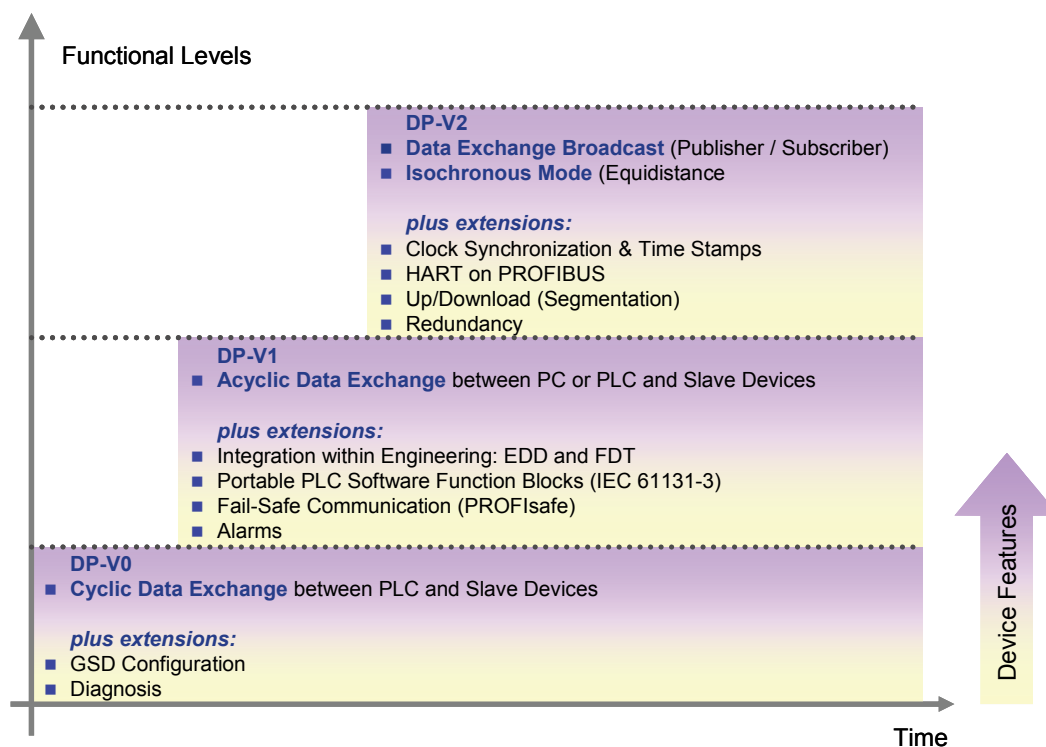 Functional Levels
DP-V2
Data Exchange Broadcast (Publisher / Subscriber)
Isochronous Mode (Equidistance
plus extensions:
Clock Synchronization & Time Stamps
HART on PROFIBUS
Up/Download (Segmentation)
Redundancy
DP-V1
Acyclic Data Exchange between PC or PLC and Slave Devices
plus extensions:
Integration within Engineering: EDD and FDT
Portable PLC Software Function Blocks (IEC 61131-3)
Fail-Safe Communication (PROFIsafe)
Alarms
DP-V0
Cyclic Data Exchange between PLC and Slave Devices
plus extensions:
GSD Configuration
Diagnosis
Device Features
Time